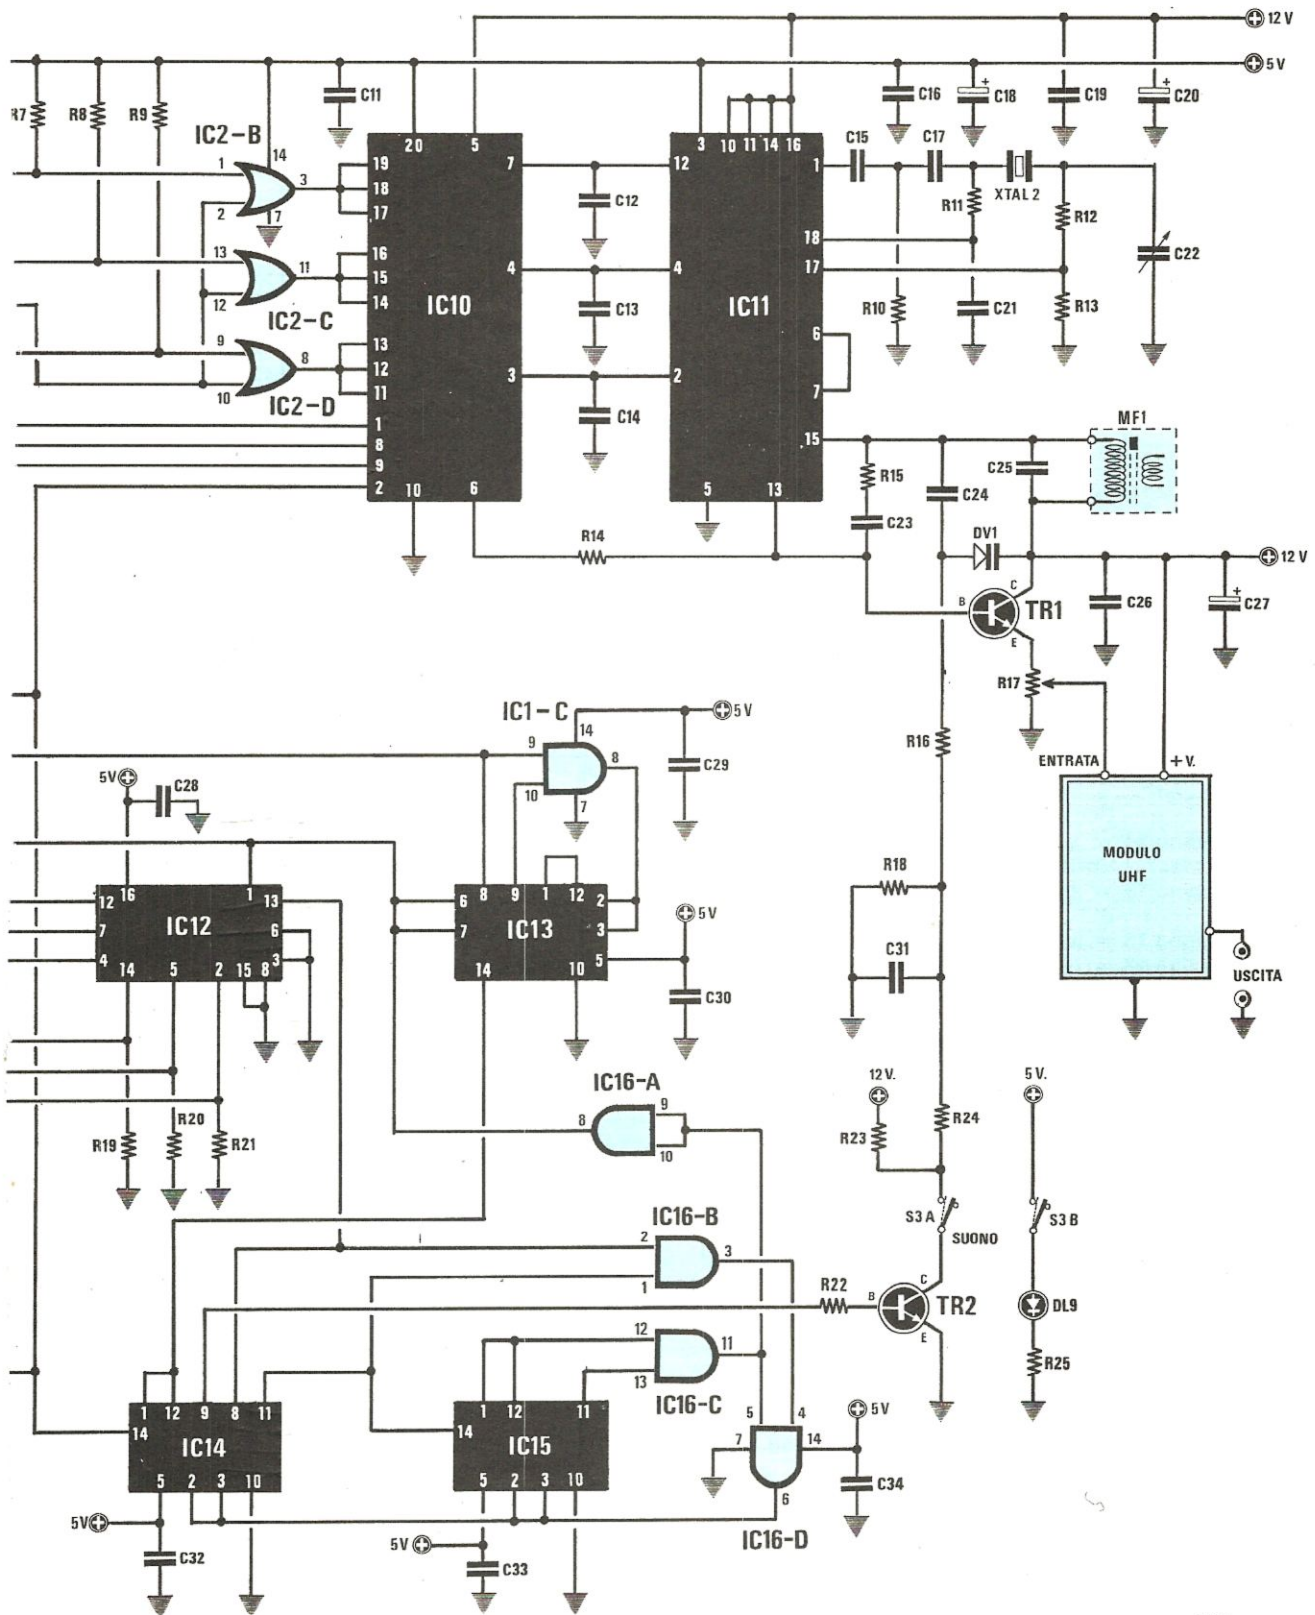 12 V
5 V
R7
R8
R9
C11
C16
C18
+
C19
C20
+
IC2-B
1
14
3
2
7
13
11
12
IC2-C
9
8
10
IC2-D
20
5
19
18
17
16
15
14
13
12
11
1
8
9
2
10
6
7
4
3
IC10
C12
C13
C14
3
10
11
14
16
12
4
2
1
18
17
6
7
15
5
13
IC11
C15
C17
XTAL 2
R11
R12
R10
C21
R13
C22
MF1
R15
C23
C24
C25
R14
DV1
12 V
B
C
E
TR1
C26
C27
+
R17
R16
ENTRATA
+ V.
MODULO
UHF
USCITA
IC1-C
9
14
8
10
7
5 V
C29
5V
C28
16
1
13
12
7
4
6
3
14
5
2
15
8
IC12
8
9
1
12
6
7
2
3
5
14
10
IC13
5 V
C30
R18
C31
R19
R20
R21
IC16-A
8
9
10
12 V.
R23
R24
5 V.
S3 A
SUONO
S3 B
IC16-B
2
3
1
R22
B
C
E
TR2
DL9
R25
12
11
13
IC16-C
1
12
9
8
11
14
IC14
5
2
3
10
1
12
11
14
IC15
5
2
3
10
5
4
7
14
6
IC16-D
5 V
C34
5V
C32
5V
C33